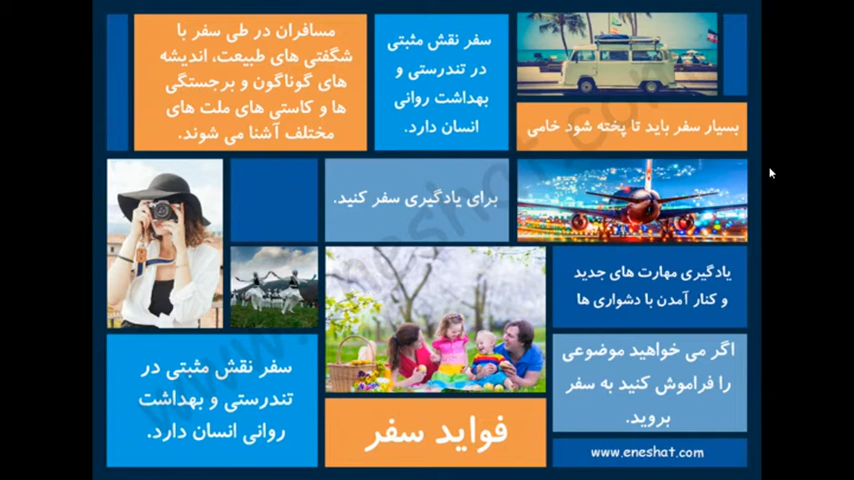 بسیار سفر باید تا پخته شود خامی
سفر نقش مثبتی
در تندرستی و
بهداشت روانی
انسان دارد.
مسافران در طی سفر با
شگفتی های طبیعت، اندیشه
های گوناگون و برجستگی
ها و کاستی های ملت های
مختلف آشنا می شوند.
برای یادگیری سفر کنید.
یادگیری مهارت های جدید
و کنار آمدن با دشواری ها
اگر می خواهید موضوعی
را فراموش کنید به سفر
بروید.
www.eneshat.com
فواید سفر
سفر نقش مثبتی در
تندرستی و بهداشت
روانی انسان دارد.
www.eneshat.com